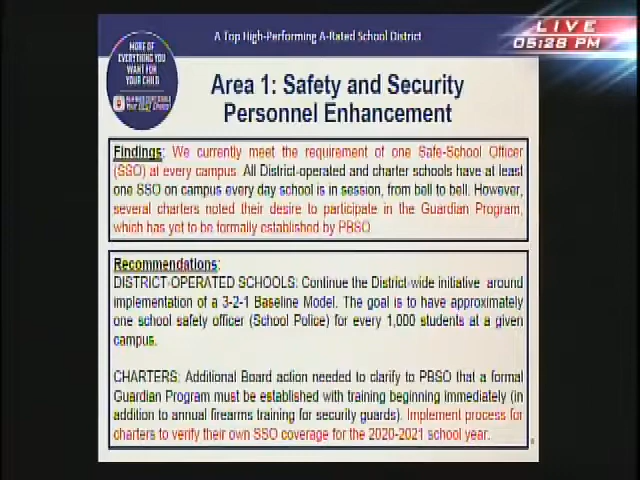 A Top High-Performing A-Rated School District
LIVE
05:28 PM
MORE OF
EVERYTHING YOU
WANT FOR
YOUR CHILD
Your BEST Choice!
Area 1: Safety and Security
Personnel Enhancement
Findings: We currently meet the requirement of one Safe-School Officer
(SSO) at every campus. All District-operated and charter schools have at least
one SSO on campus every day school is in session, from bell to bell. However,
several charters noted their desire to participate in the Guardian Program,
which has yet to be formally established by PBSO
Recommendations:
DISTRICT-OPERATED SCHOOLS: Continue the District-wide initiative around
implementation of a 3-2-1 Baseline Model. The goal is to have approximately
one school safety officer (School Police) for every 1,000 students at a given
campus.
CHARTERS: Additional Board action needed to clarify to PBSO that a formal
Guardian Program must be established with training beginning immediately (in
addition to annual firearms training for security guards). Implement process for
charters to verify their own SSO coverage for the 2020-2021 school year.